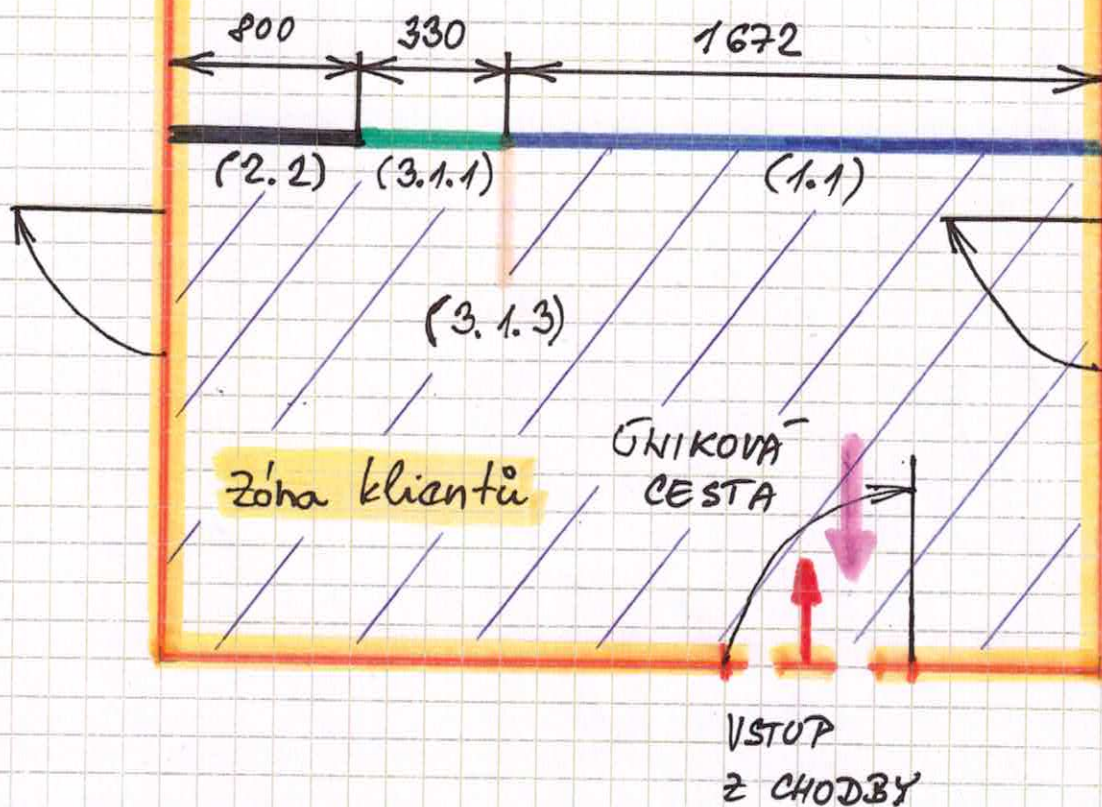 800 330 1672
(2.2) (3.1.1) (1.1)
(3.1.3)
ÚNIKOVÁ
CESTA
Zóna klientů
VSTUP
Z CHODBY